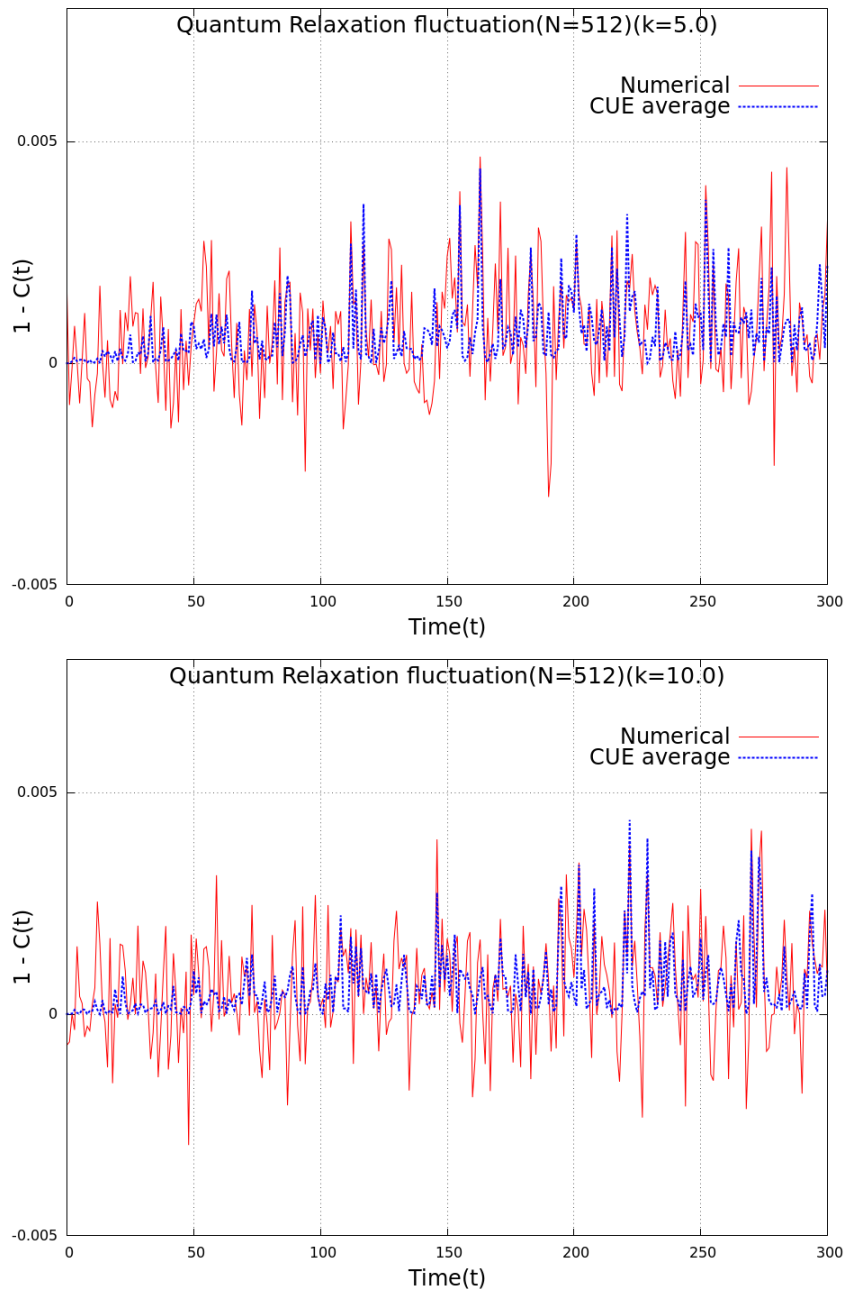 Quantum Relaxation fluctuation(N=512)(k=5.0)
Numerical
CUE average
0.005
1 - C(t)
0
-0.005
0 50 100 150 200 250 300
Time(t)
Quantum Relaxation fluctuation(N=512)(k=10.0)
Numerical
CUE average
0.005
1 - C(t)
0
-0.005
0 50 100 150 200 250 300
Time(t)